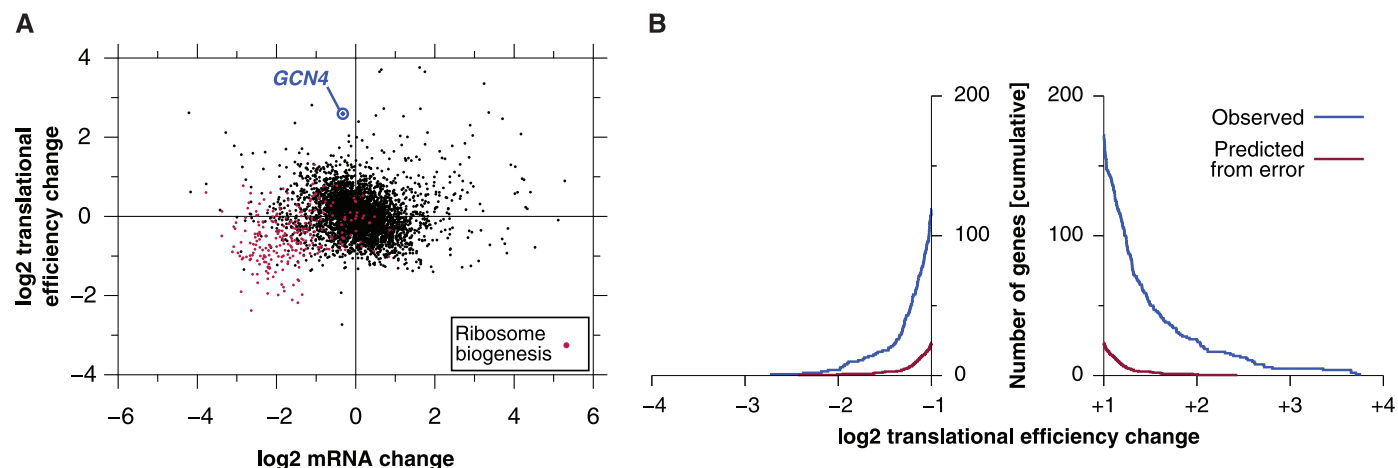 A
B
4
2
0
−2
−4
log2 translational
efficiency change
GCN4
Ribosome
biogenesis
−6
−4
−2
0
2
4
6
log2 mRNA change
200
100
0
−4
−3
−2
−1
Number of genes [cumulative]
200
100
0
+1
+2
+3
+4
Observed
Predicted
from error
log2 translational efficiency change